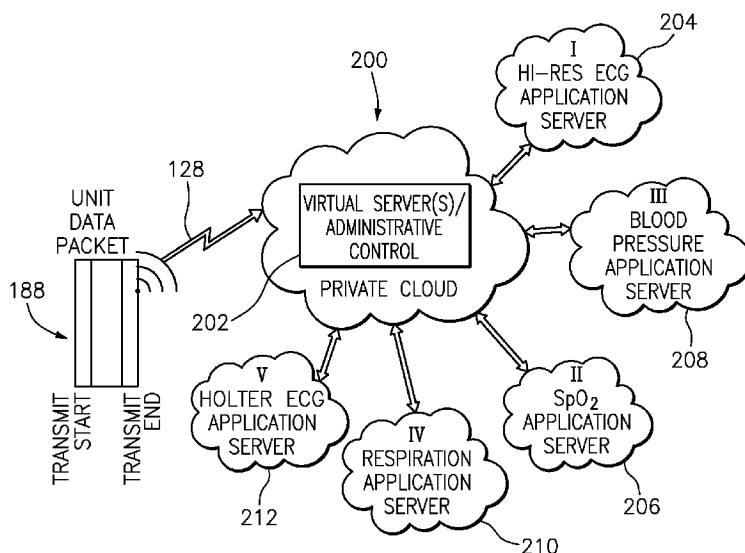 204
I
HI-RES ECG
APPLICATION
SERVER
200
UNIT
DATA
PACKET
128
VIRTUAL SERVER(S)/
ADMINISTRATIVE
CONTROL
202
PRIVATE CLOUD
III
BLOOD
PRESSURE
APPLICATION
SERVER
208
188
TRANSMIT
START
TRANSMIT
END
V
HOLTER ECG
APPLICATION
SERVER
212
IV
RESPIRATION
APPLICATION
SERVER
210
II
SpO2
APPLICATION
SERVER
206